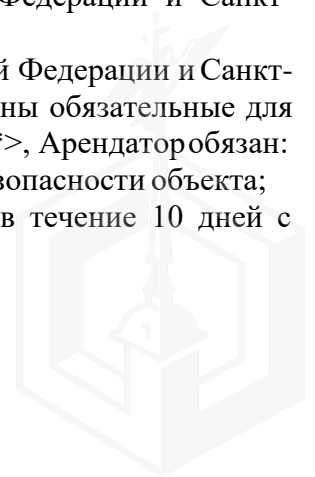 Федерации и Санкт-
й Федерации и Санкт-
ны обязательные для
*>, Арендатор обязан:
зопасности объекта;
в течение 10 дней с